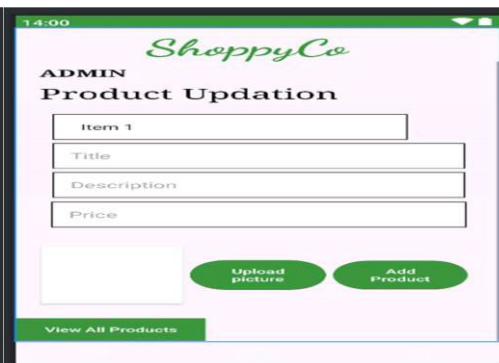 14:00
ShoppyCo
ADMIN
Product Updation
Item 1
Title
Description
Price
Upload
picture
Add
Product
View All Products